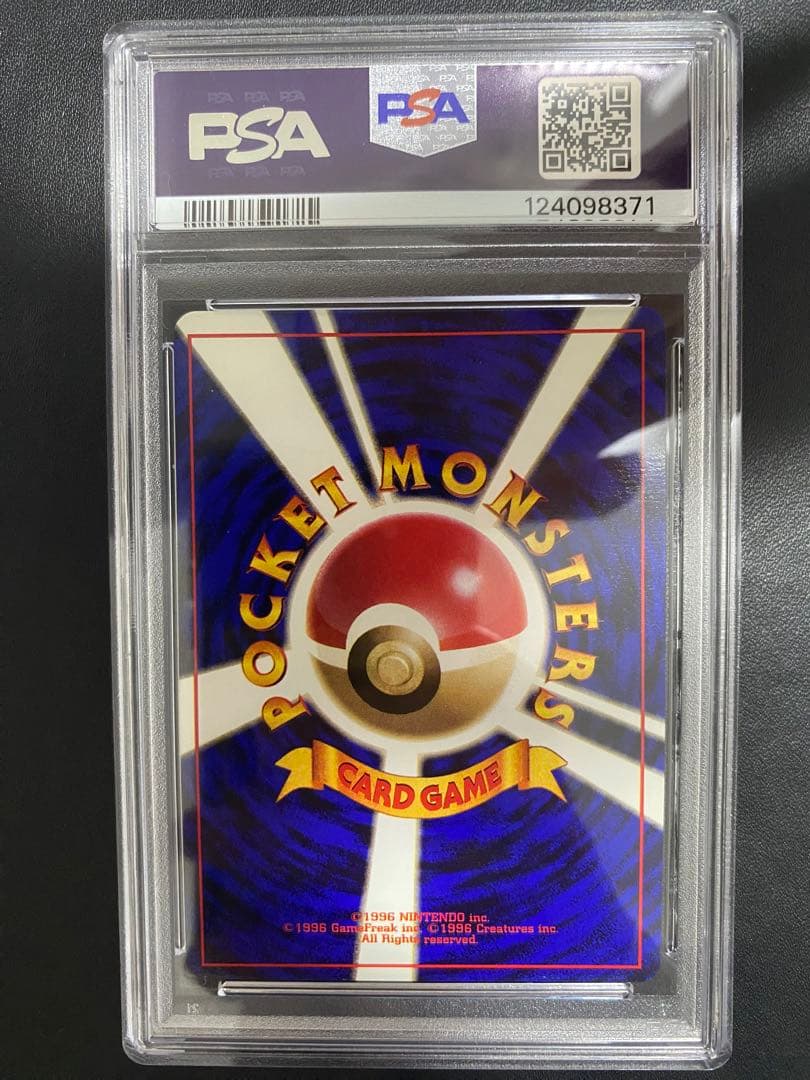 PSA
PSA
124098371
POCKET MONSTERS
CARD GAME
©1996 NINTENDO inc.
©1996 GameFreak inc. ©1996 Creatures inc.
All Rights reserved.